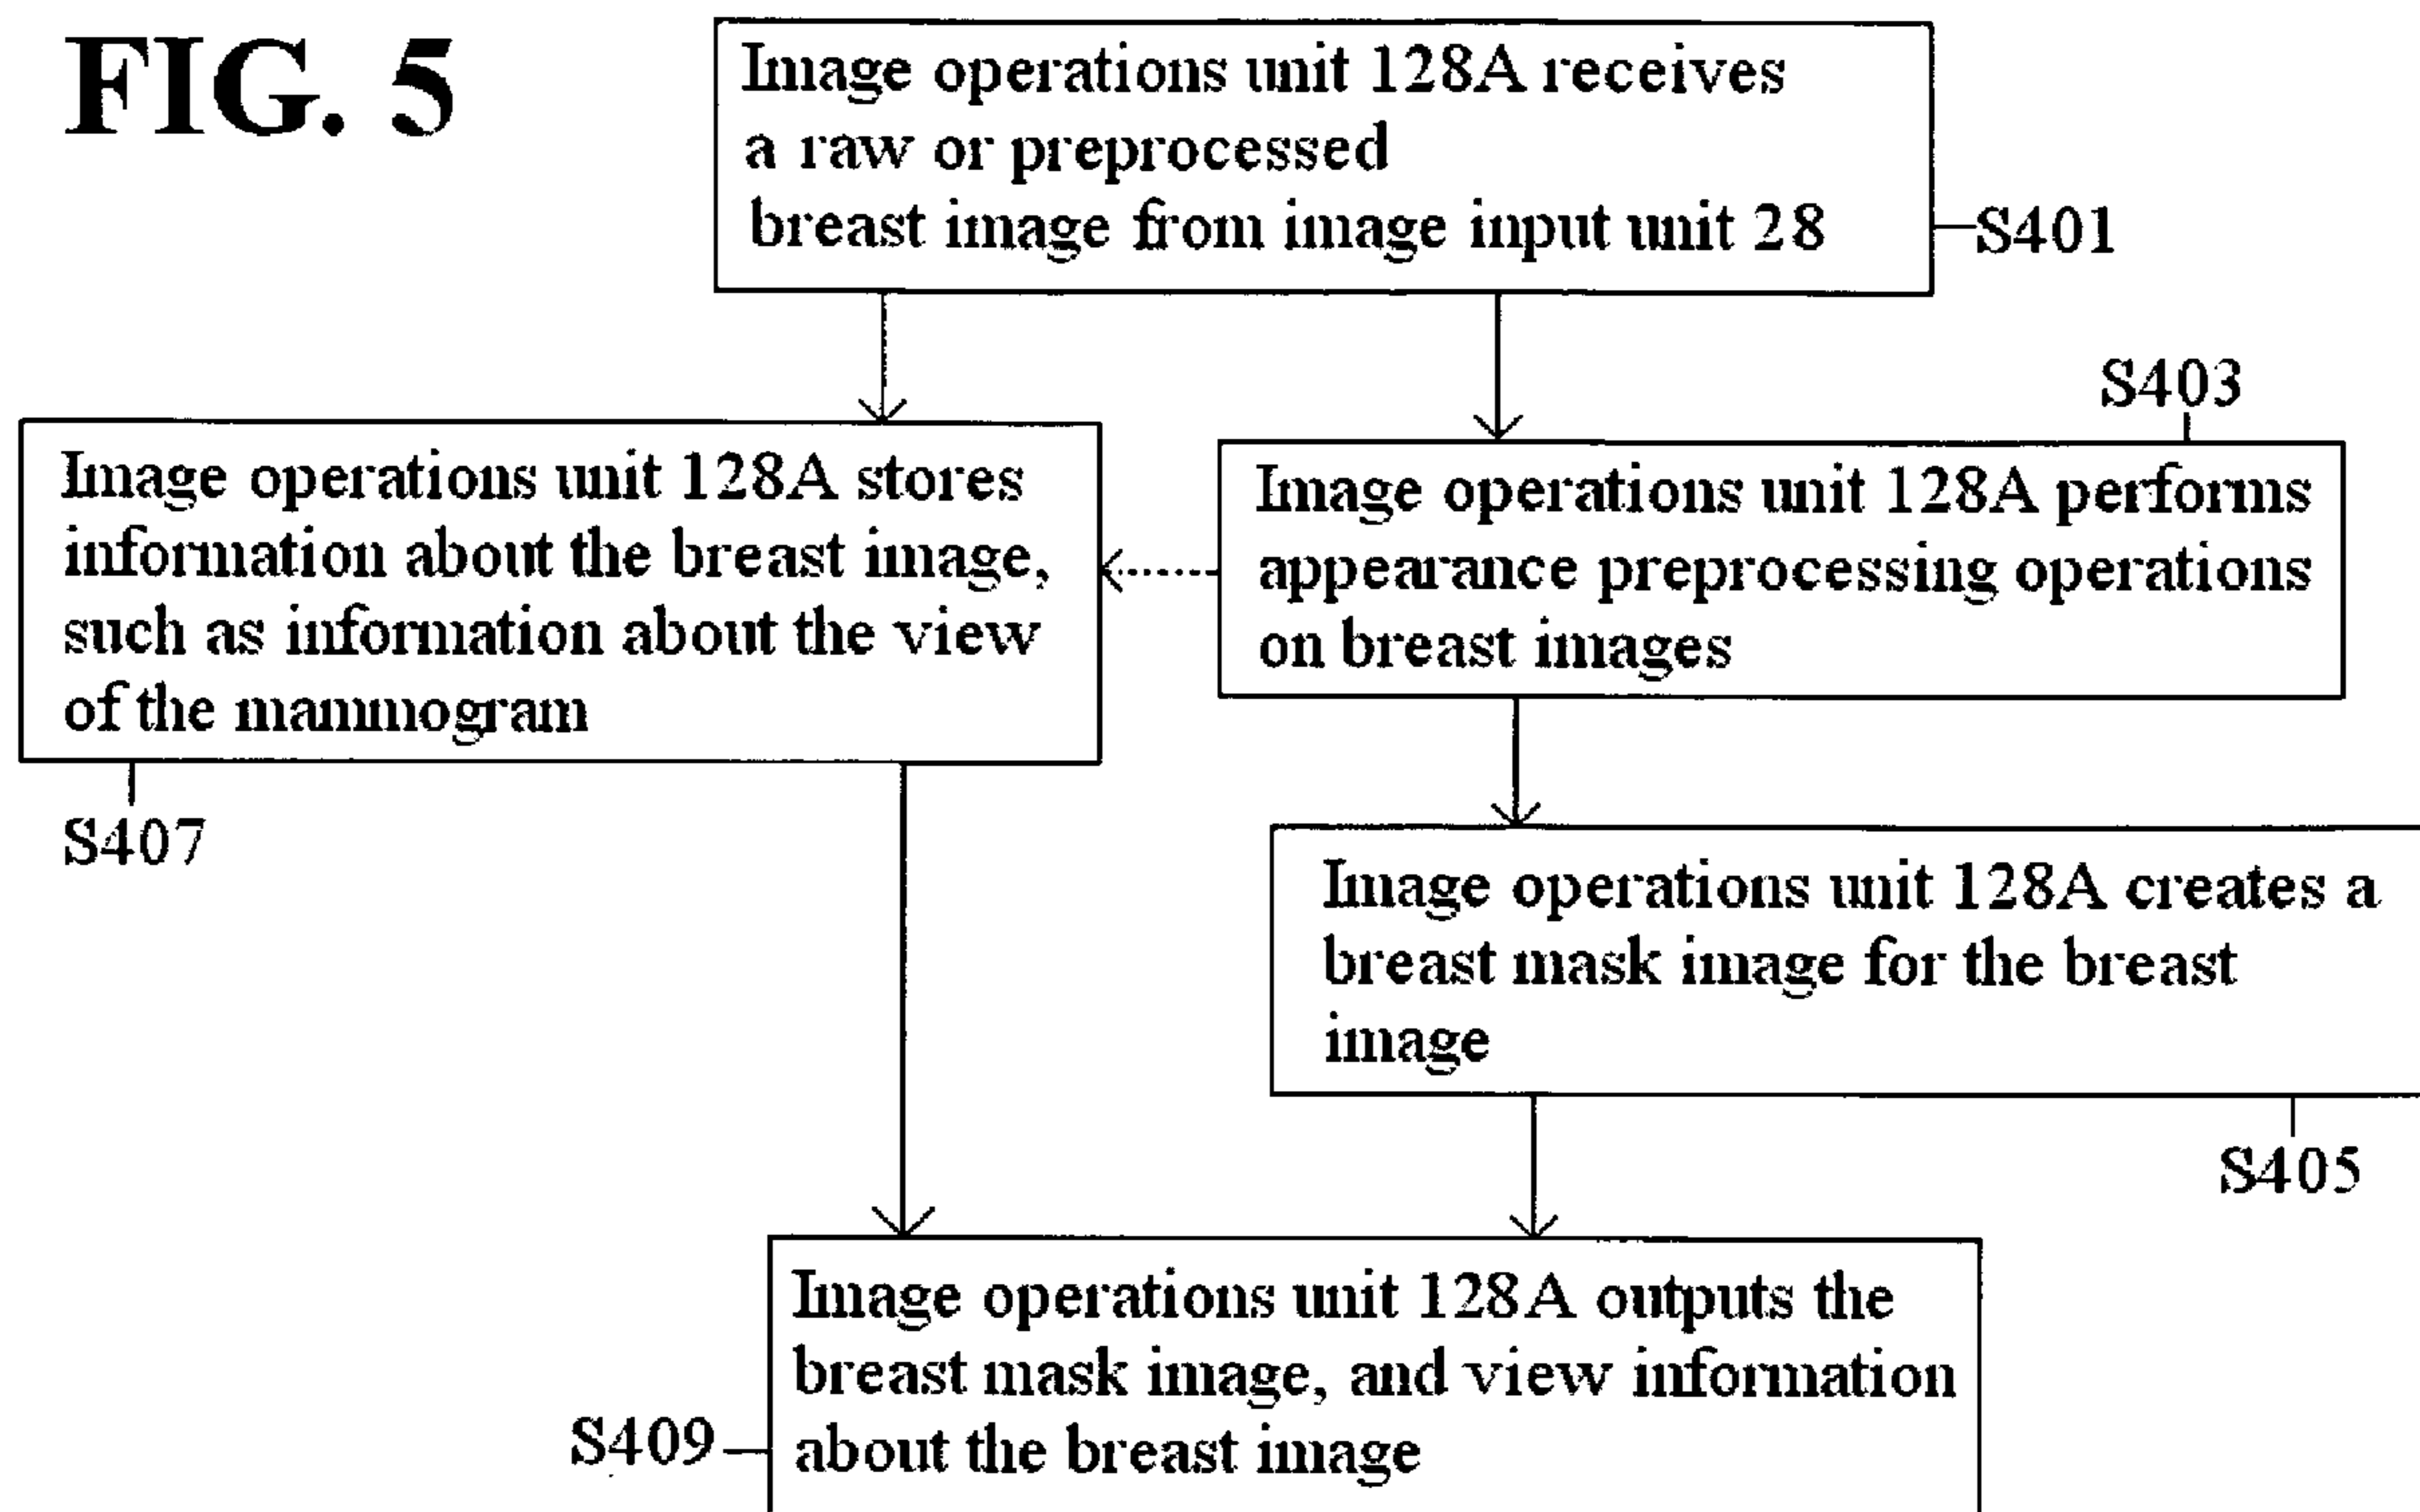 FIG. 5
Image operations unit 128A receives
a raw or preprocessed
breast image from image input unit 28
S401
S403
Image operations unit 128A stores
information about the breast image,
such as information about the view
of the mammogram
S407
Image operations unit 128A performs
appearance preprocessing operations
on breast images
Image operations unit 128A creates a
breast mask image for the breast
image
S405
Image operations unit 128A outputs the
breast mask image, and view information
about the breast image
S409